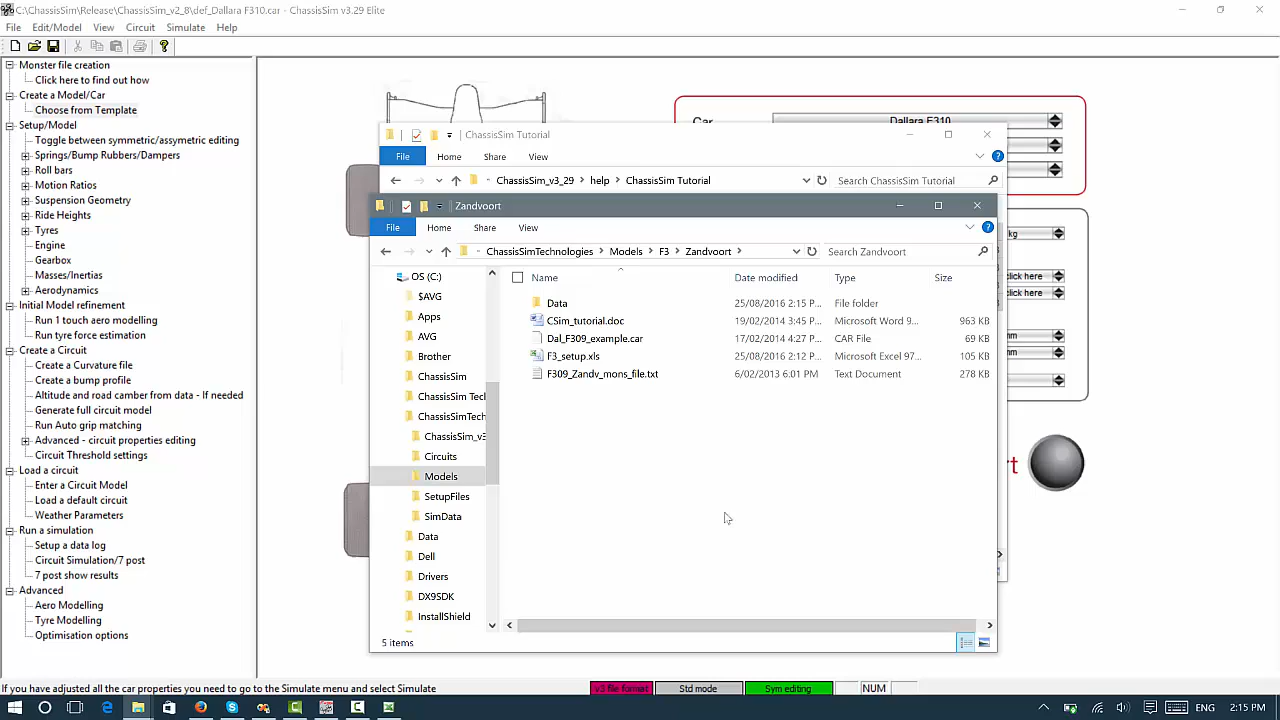 C:\ChassisSim\Release\ChassisSim_v2_8\def_Dallara F310.car - ChassisSim v3.29 Elite
File Edit/Model View Circuit Simulate Help
Monster file creation
Click here to find out how
Create a Model/Car
Choose from Template
Setup/Model
Toggle between symmetric/assymetric editing
Springs/Bump Rubbers/Dampers
Roll bars
Motion Ratios
Suspension Geometry
Ride Heights
Tyres
Engine
Gearbox
Masses/Inertias
Aerodynamics
Initial Model refinement
Run 1 touch aero modelling
Run tyre force estimation
Create a Circuit
Create a Curvature file
Create a bump profile
Altitude and road camber from data - If needed
Generate full circuit model
Run Auto grip matching
Advanced - circuit properties editing
Circuit Threshold settings
Load a circuit
Enter a Circuit Model
Load a default circuit
Weather Parameters
Run a simulation
Setup a data log
Circuit Simulation/7 post
7 post show results
Advanced
Aero Modelling
Tyre Modelling
Optimisation options
Car Dallara F310
kg
click here
click here
mm
mm
rt
ChassisSim Tutorial
File Home Share View
ChassisSim_v3_29 > help > ChassisSim Tutorial
Search ChassisSim Tutorial
Zandvoort
File Home Share View
ChassisSimTechnologies > Models > F3 > Zandvoort >
Search Zandvoort
OS (C:)
$AVG
Apps
AVG
Brother
ChassisSim
ChassisSim Tecl
ChassisSimTech
ChassisSim_v3
Circuits
Models
SetupFiles
SimData
Data
Dell
Drivers
DX9SDK
InstallShield
Name Date modified Type Size
Data 25/08/2016 2:15 P... File folder
CSim_tutorial.doc 19/02/2014 3:45 P... Microsoft Word 9... 963 KB
Dal_F309_example.car 17/02/2014 4:27 P... CAR File 69 KB
F3_setup.xls 25/08/2016 2:12 P... Microsoft Excel 97... 105 KB
F309_Zandv_mons_file.txt 6/02/2013 6:01 PM Text Document 278 KB
5 items
If you have adjusted all the car properties you need to go to the Simulate menu and select Simulate
v3 file format Std mode Sym editing NUM
ENG 2:15 PM